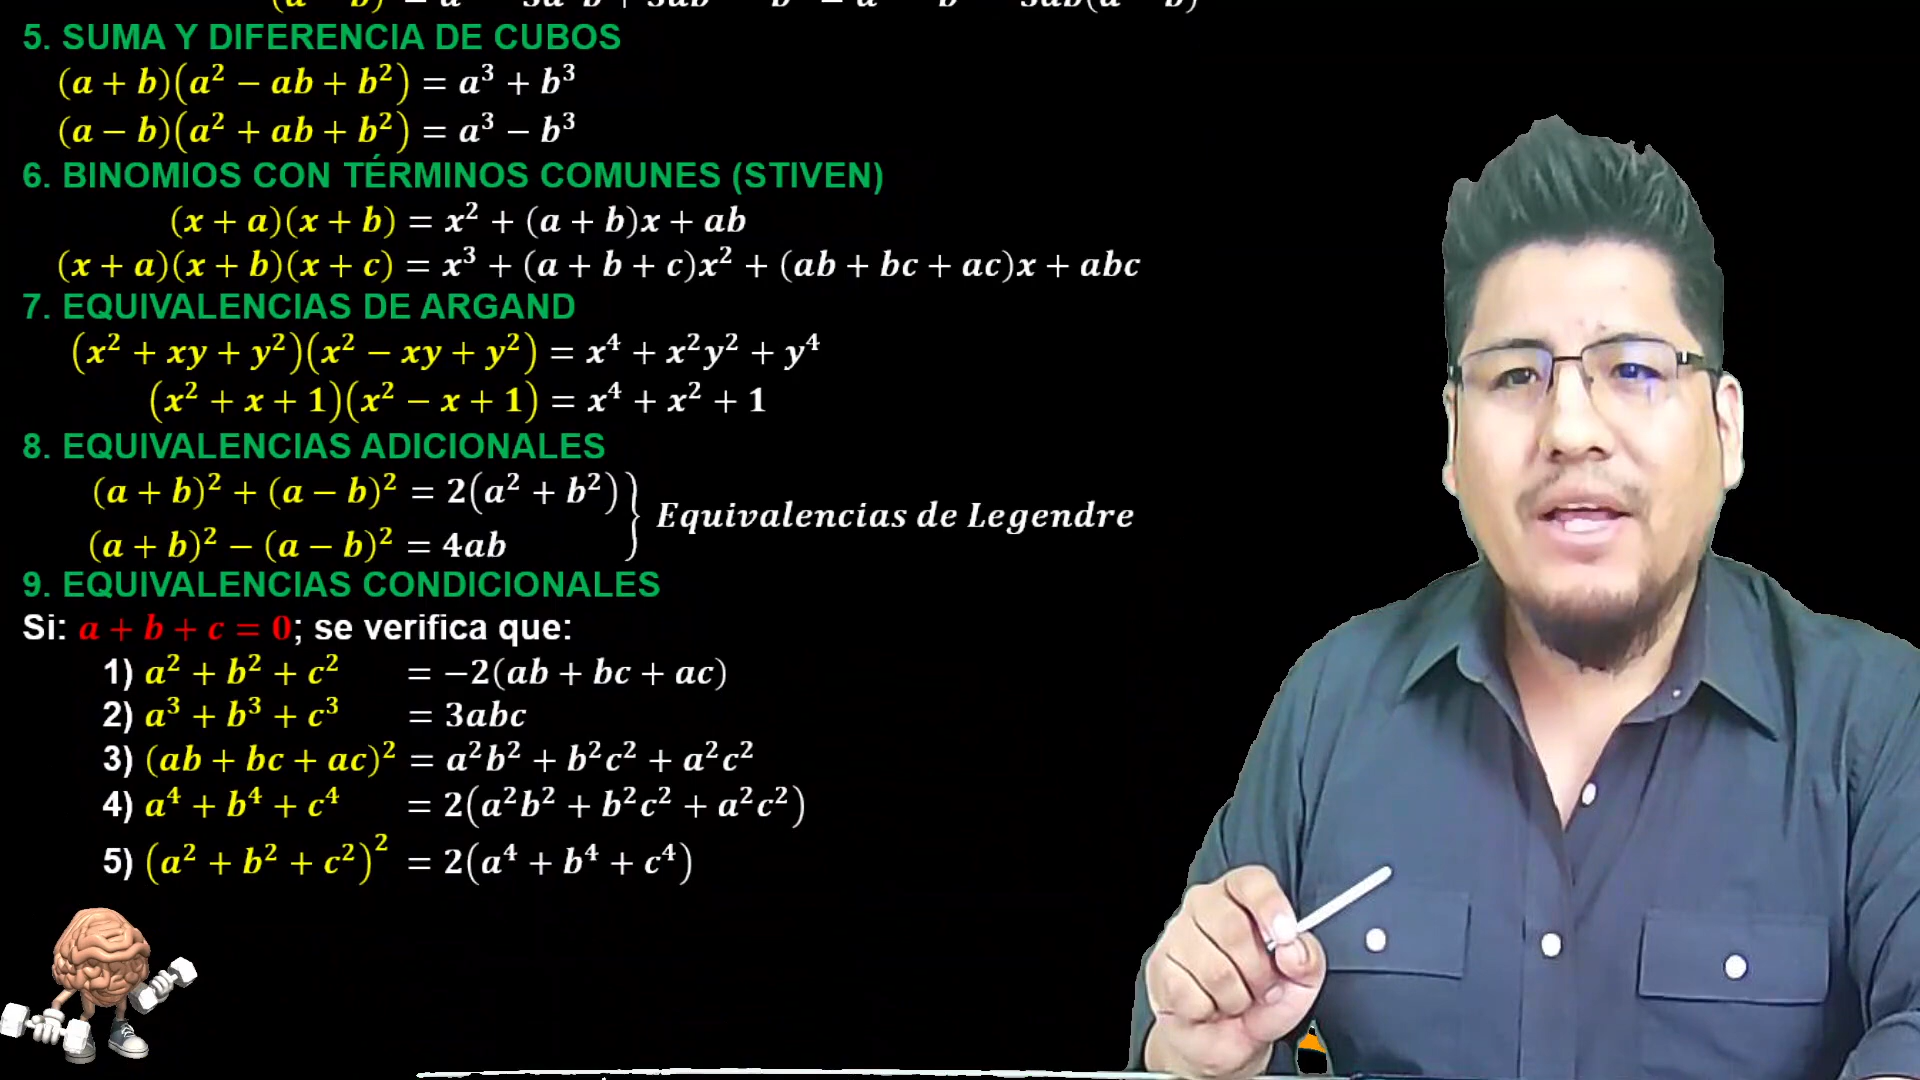 5. SUMA Y DIFERENCIA DE CUBOS
(a + b)(a² − ab + b²) = a³ + b³
(a − b)(a² + ab + b²) = a³ − b³
6. BINOMIOS CON TÉRMINOS COMUNES (STIVEN)
(x + a)(x + b) = x² + (a + b)x + ab
(x + a)(x + b)(x + c) = x³ + (a + b + c)x² + (ab + bc + ac)x + abc
7. EQUIVALENCIAS DE ARGAND
(x² + xy + y²)(x² − xy + y²) = x⁴ + x²y² + y⁴
(x² + x + 1)(x² − x + 1) = x⁴ + x² + 1
8. EQUIVALENCIAS ADICIONALES
(a + b)² + (a − b)² = 2(a² + b²)
Equivalencias de Legendre
(a + b)² − (a − b)² = 4ab
9. EQUIVALENCIAS CONDICIONALES
Si: a + b + c = 0; se verifica que:
1) a² + b² + c² = −2(ab + bc + ac)
2) a³ + b³ + c³ = 3abc
3) (ab + bc + ac)² = a²b² + b²c² + a²c²
4) a⁴ + b⁴ + c⁴ = 2(a²b² + b²c² + a²c²)
5) (a² + b² + c²)² = 2(a⁴ + b⁴ + c⁴)